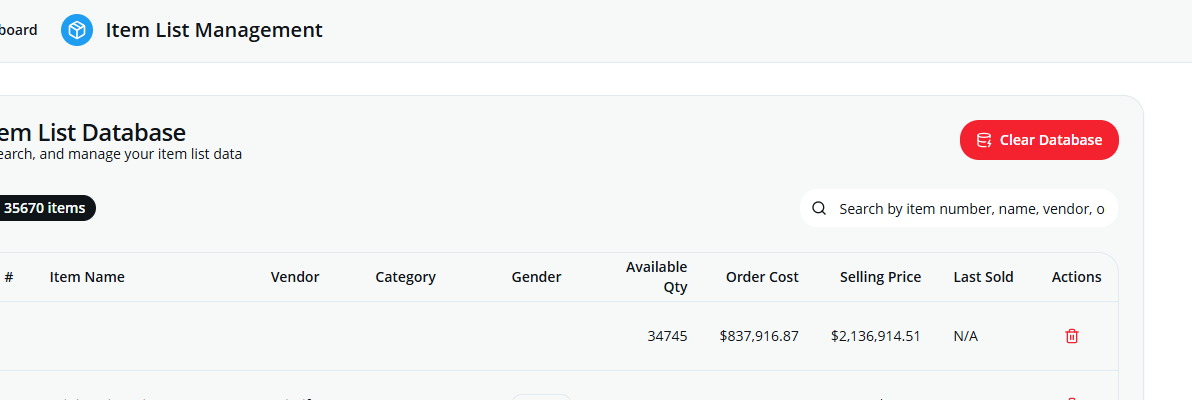 board Item List Management
em List Database
earch, and manage your item list data
Clear Database
35670 items
Search by item number, name, vendor, o
# Item Name Vendor Category Gender Available Qty Order Cost Selling Price Last Sold Actions
34745 $837,916.87 $2,136,914.51 N/A